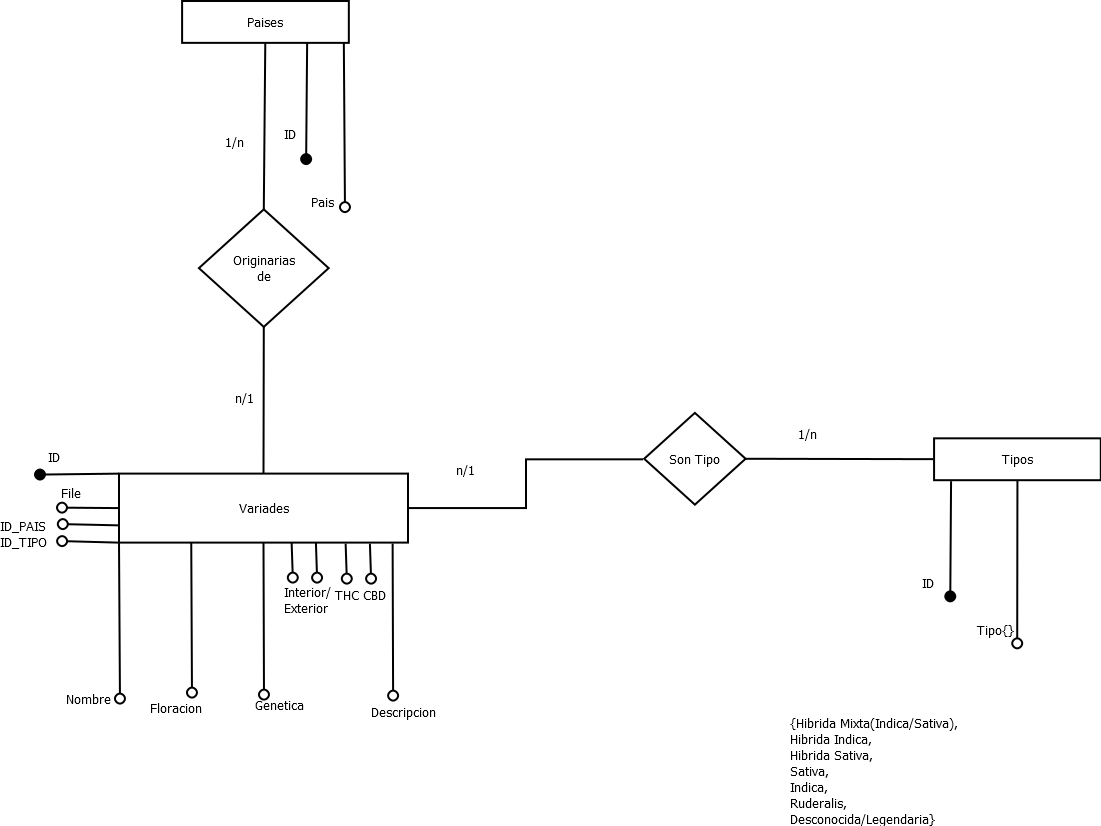 Paises
1/n
ID
Pais
Originarias
de
n/1
ID
File
ID_PAIS
ID_TIPO
Variades
n/1
Son Tipo
1/n
Tipos
Interior/
Exterior
THC
CBD
Nombre
Floracion
Genetica
Descripcion
ID
Tipo{}
{Hibrida Mixta(Indica/Sativa),
Hibrida Indica,
Hibrida Sativa,
Sativa,
Indica,
Ruderalis,
Desconocida/Legendaria}